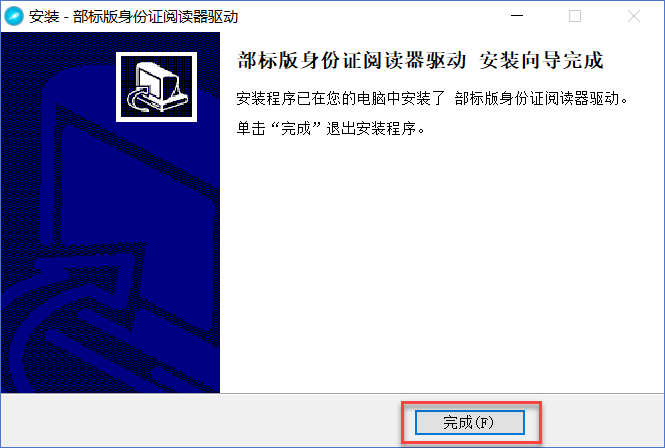 安装 - 部标版身份证阅读器驱动
部标版身份证阅读器驱动 安装向导完成
安装程序已在您的电脑中安装了 部标版身份证阅读器驱动。
单击“完成”退出安装程序。
完成(F)